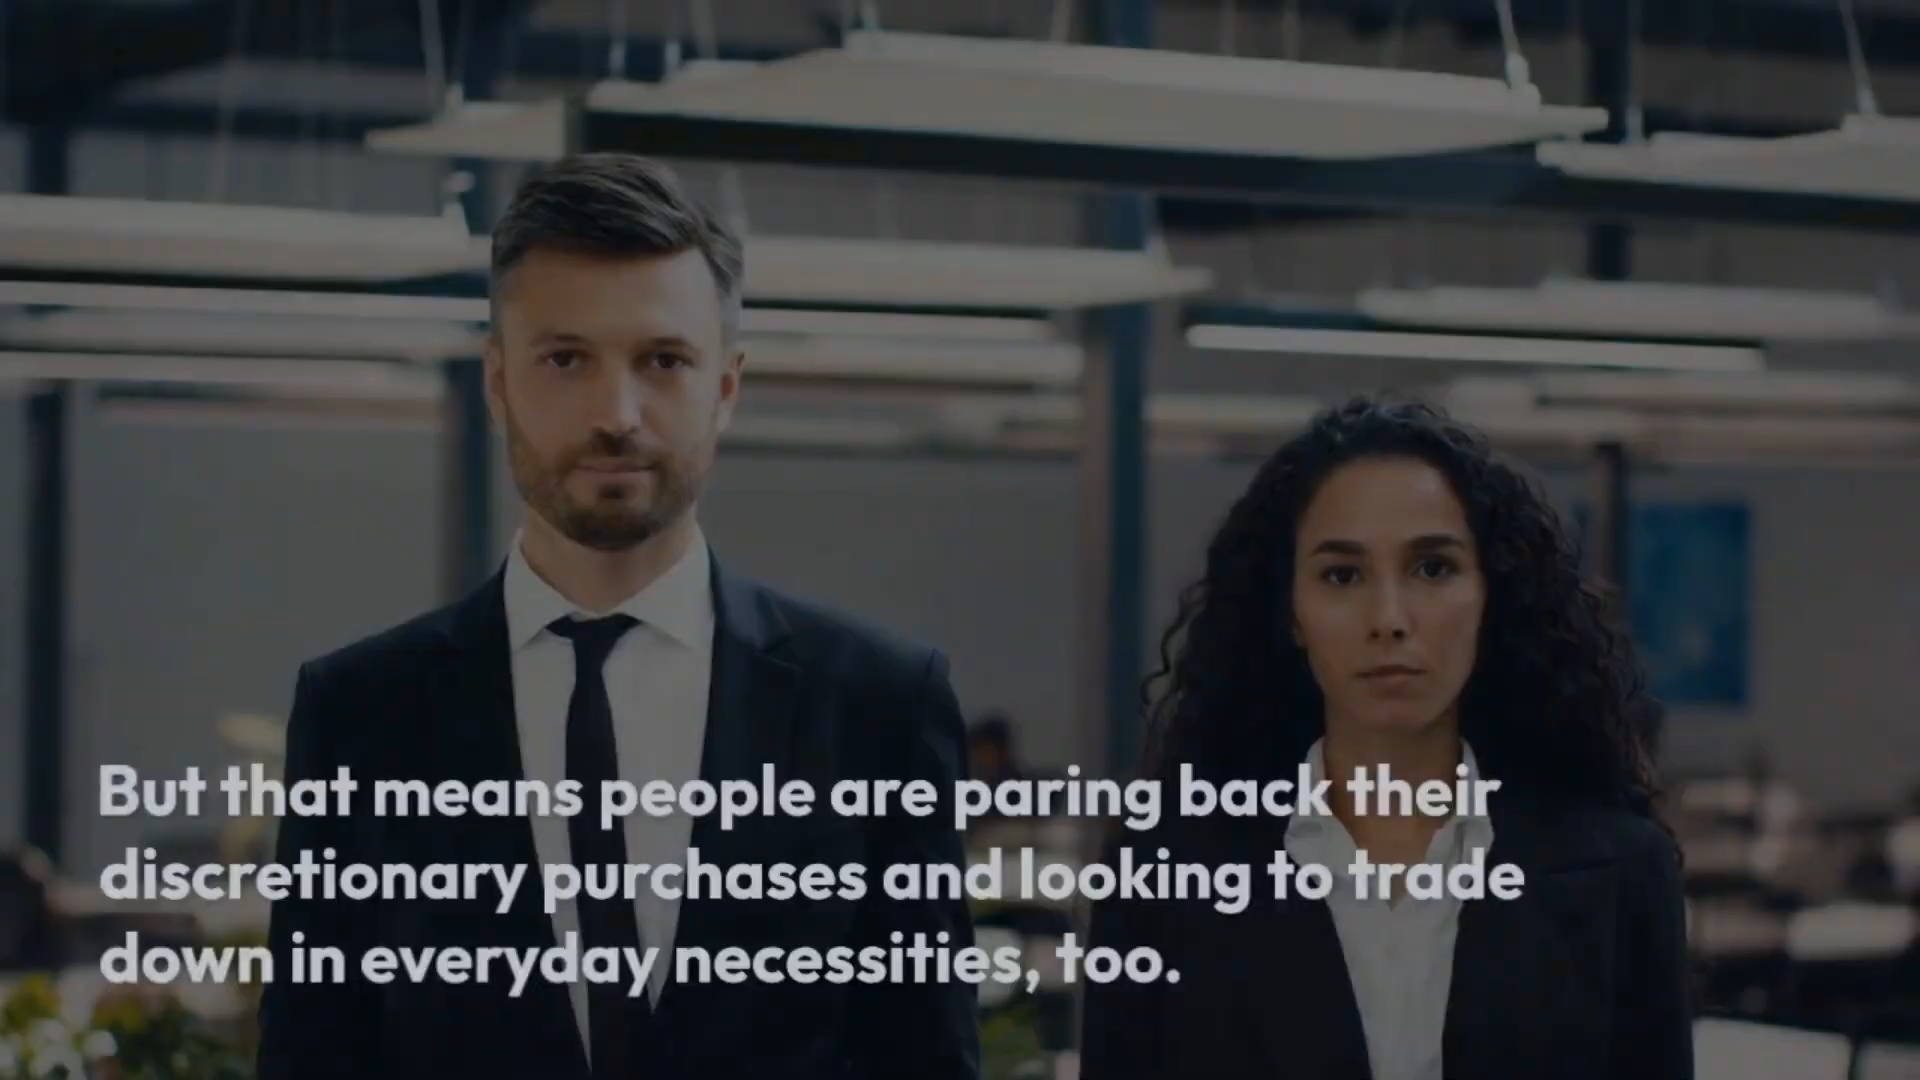 But that means people are paring back their
discretionary purchases and looking to trade
down in everyday necessities, too.